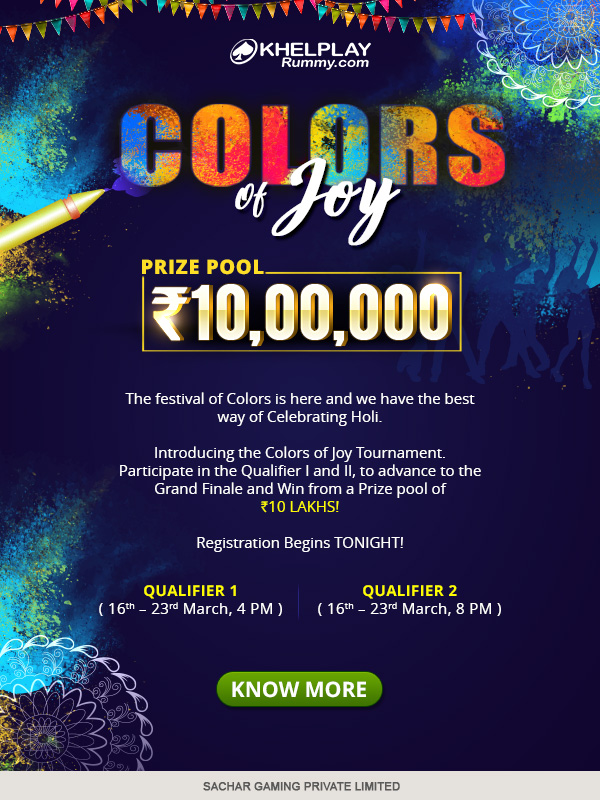 KHELPLAY
Rummy.com
COLORS
of Joy
PRIZE POOL
₹10,00,000
The festival of Colors is here and we have the best
way of Celebrating Holi.
Introducing the Colors of Joy Tournament.
Participate in the Qualifier I and II, to advance to the
Grand Finale and Win from a Prize pool of
₹10 LAKHS!
Registration Begins TONIGHT!
QUALIFIER 1
( 16th – 23rd March, 4 PM )
QUALIFIER 2
( 16th – 23rd March, 8 PM )
KNOW MORE
SACHAR GAMING PRIVATE LIMITED